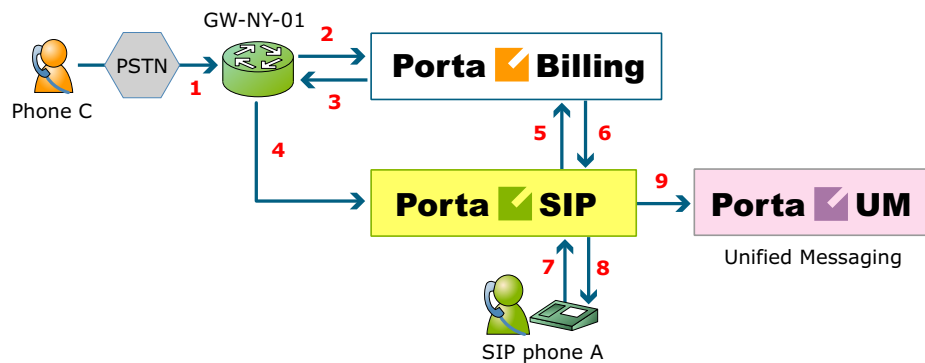 GW-NY-01
Phone C
PSTN
1
2
3
Porta Billing
4
5
6
Porta SIP
9
Porta UM
Unified Messaging
7
8
SIP phone A